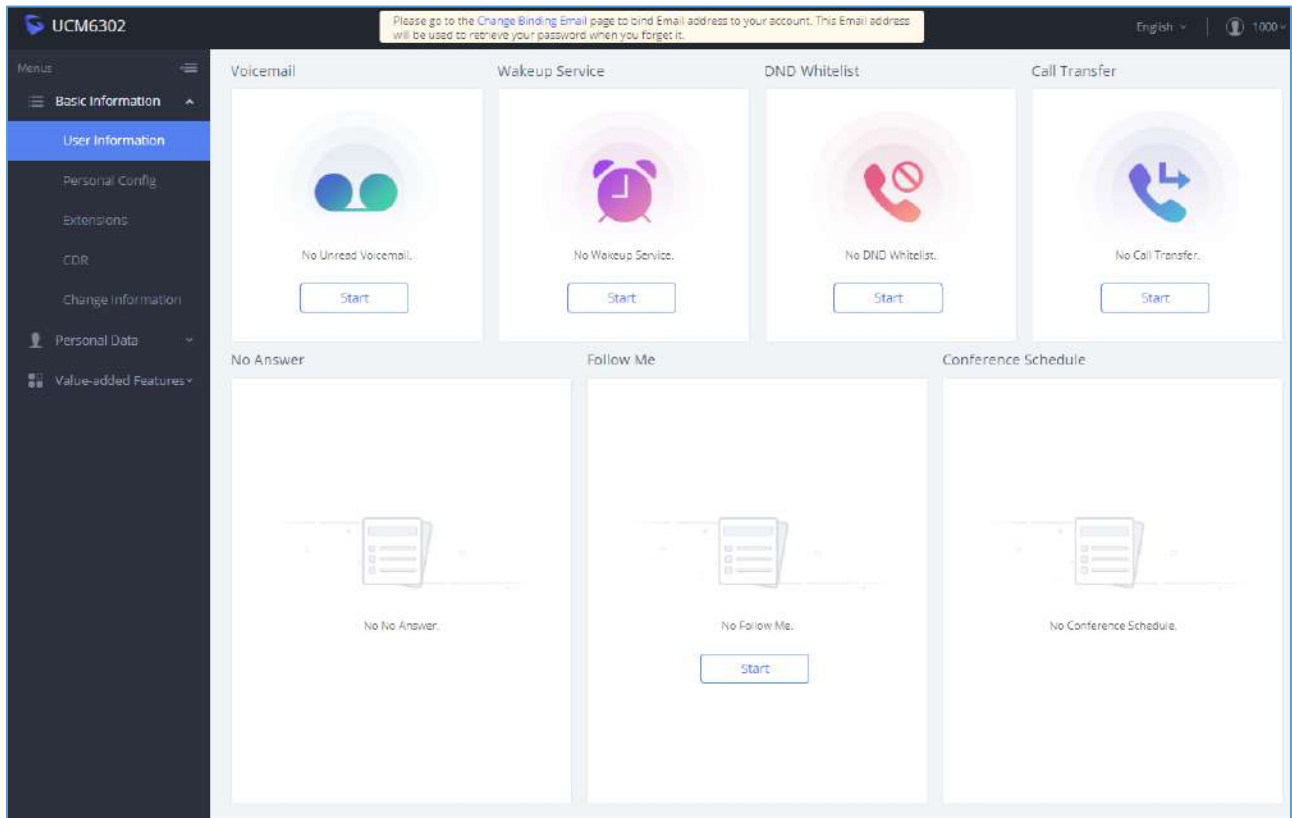 UCM6302
Please go to the Change Binding Email page to bind Email address to your account. This Email address
will be used to retrieve your password when you forget it.
English
1000
Menus
Basic Information
User Information
Personal Config
Extensions
CDR
Change Information
Personal Data
Value-added Features
Voicemail
Wakeup Service
DND Whitelist
Call Transfer
No Unread Voicemail.
No Wakeup Service.
No DND Whitelist.
No Call Transfer.
Start
Start
Start
Start
No Answer
Follow Me
Conference Schedule
No No Answer.
No Follow Me.
No Conference Schedule.
Start